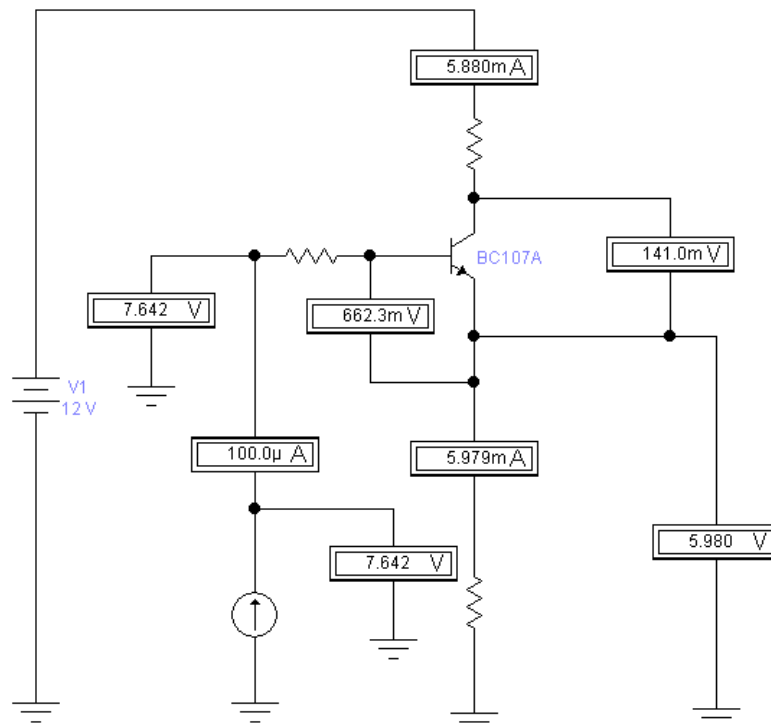 5.880m A
BC107A
141.0m V
7.642 V
662.3m V
V1
12 V
100.0µ A
5.979m A
7.642 V
5.980 V